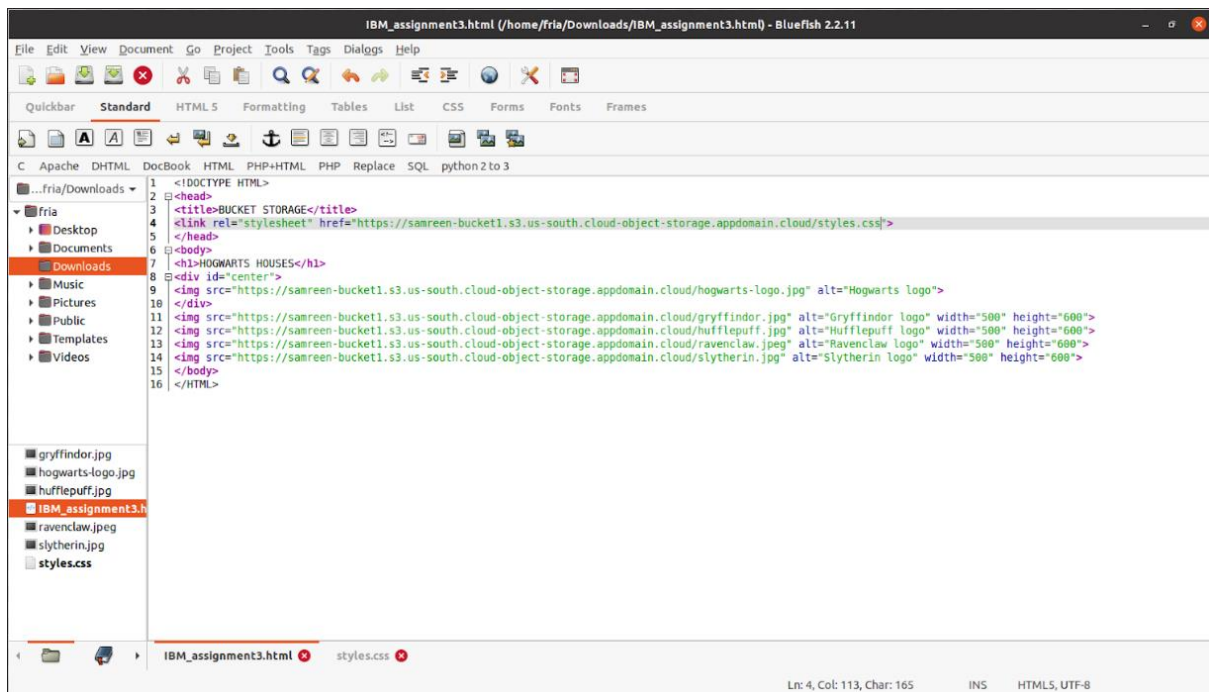 IBM_assignment3.html (/home/fria/Downloads/IBM_assignment3.html) - Bluefish 2.2.11
File Edit View Document Go Project Tools Tags Dialogs Help
Quickbar Standard HTML 5 Formatting Tables List CSS Forms Fonts Frames
C Apache DHTML DocBook HTML PHP+HTML PHP Replace SQL python 2 to 3
...fria/Downloads
fria
Desktop
Documents
Downloads
Music
Pictures
Public
Templates
Videos
gryffindor.jpg
hogwarts-logo.jpg
hufflepuff.jpg
IBM_assignment3.h
ravenclaw.jpeg
slytherin.jpg
styles.css
1 <!DOCTYPE HTML>
2 <head>
3 <title>BUCKET STORAGE</title>
4 <link rel="stylesheet" href="https://samreen-bucket1.s3.us-south.cloud-object-storage.appdomain.cloud/styles.css">
5 </head>
6 <body>
7 <h1>HOGWARTS HOUSES</h1>
8 <div id="center">
9 <img src="https://samreen-bucket1.s3.us-south.cloud-object-storage.appdomain.cloud/hogwarts-logo.jpg" alt="Hogwarts logo">
10 </div>
11 <img src="https://samreen-bucket1.s3.us-south.cloud-object-storage.appdomain.cloud/gryffindor.jpg" alt="Gryffindor logo" width="500" height="600">
12 <img src="https://samreen-bucket1.s3.us-south.cloud-object-storage.appdomain.cloud/hufflepuff.jpg" alt="Hufflepuff logo" width="500" height="600">
13 <img src="https://samreen-bucket1.s3.us-south.cloud-object-storage.appdomain.cloud/ravenclaw.jpeg" alt="Ravenclaw logo" width="500" height="600">
14 <img src="https://samreen-bucket1.s3.us-south.cloud-object-storage.appdomain.cloud/slytherin.jpg" alt="Slytherin logo" width="500" height="600">
15 </body>
16 </HTML>
IBM_assignment3.html styles.css
Ln: 4, Col: 113, Char: 165 INS HTML5, UTF-8